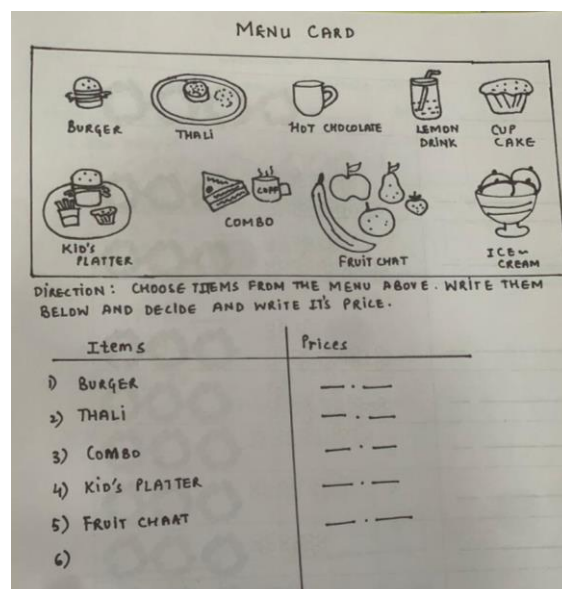 MENU CARD
BURGER
THALI
HOT CHOCOLATE
LEMON
DRINK
CUP
CAKE
KID'S
PLATTER
COFF
COMBO
FRUIT CHAT
ICE
CREAM
DIRECTION: CHOOSE ITEMS FROM THE MENU ABOVE. WRITE THEM
BELOW AND DECIDE AND WRITE IT'S PRICE.
Items Prices
1) BURGER — . —
2) THALI — . —
3) COMBO — . —
4) KID'S PLATTER — . —
5) FRUIT CHAAT — . —
6)